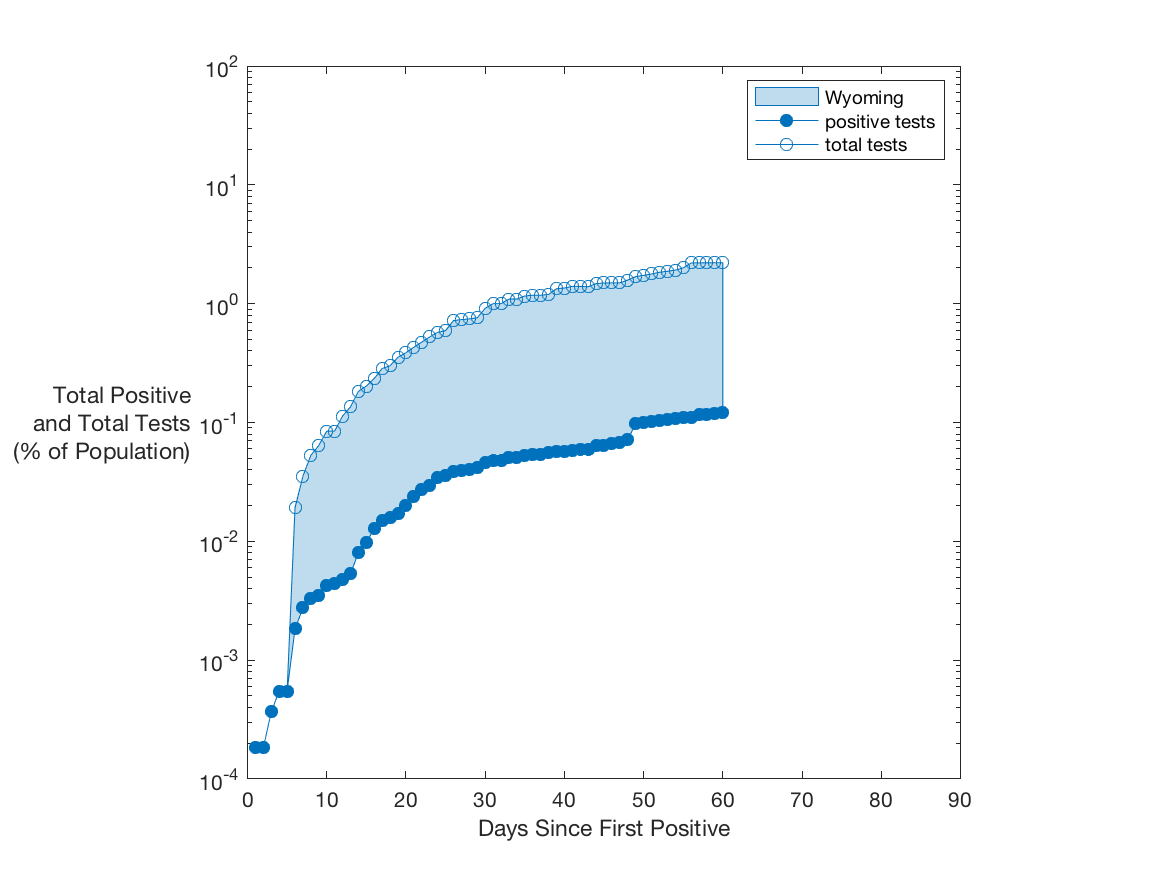 10^2
10^1
10^0
10^-1
10^-2
10^-3
10^-4
Total Positive
and Total Tests
(% of Population)
Wyoming
positive tests
total tests
0 10 20 30 40 50 60 70 80 90
Days Since First Positive